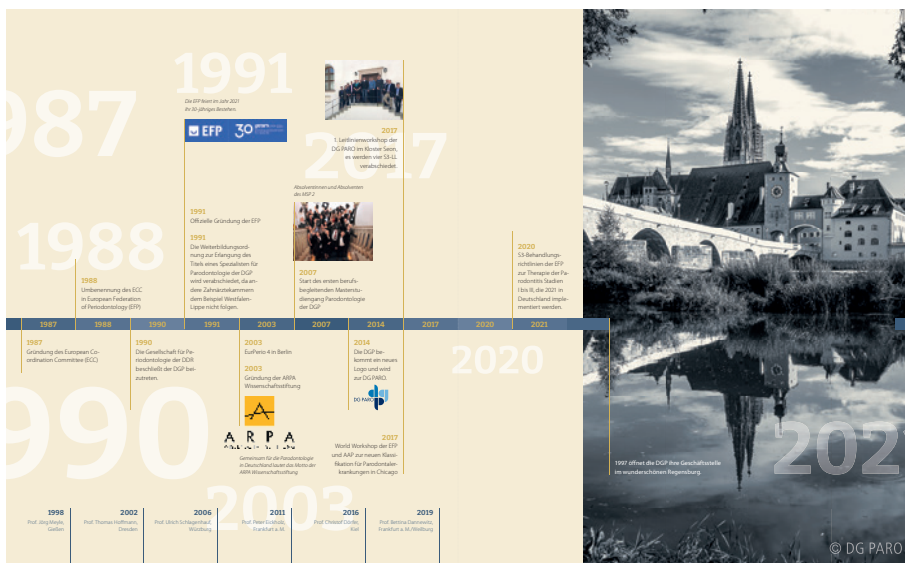 987
1991
Die EFP feiert im Jahr 2021
ihr 30-jähriges Bestehen.
EFP
30 years
2017
2017
1. Leitlinienworkshop der
DG PARO im Kloster Seon,
es werden vier S3-LL
verabschiedet.
Absolventinnen und Absolventen
des MSP 2
1988
1991
Offizielle Gründung der EFP
1991
Die Weiterbildungsord-
nung zur Erlangung des
Titels eines Spezialisten für
Parodontologie der DGP
wird verabschiedet, da an-
dere Zahnärztekammern
dem Beispiel Westfalen-
Lippe nicht folgen.
1988
Umbenennung des ECC
in European Federation
of Periodontology (EFP)
2007
Start des ersten berufs-
begleitenden Masterstu-
diengang Parodontologie
der DGP
2020
S3-Behandlungs-
richtlinien der EFP
zur Therapie der Pa-
rodontitis Stadien
I bis III, die 2021 in
Deutschland imple-
mentiert werden.
1987 1988 1990 1991 2003 2007 2014 2017 2020 2021
1987
Gründung des European Co-
ordination Committee (ECC)
1990
Die Gesellschaft für Pe-
riodontologie der DDR
beschließt der DGP bei-
zutreten.
2003
EurPerio 4 in Berlin
2003
Gründung der ARPA
Wissenschaftsstiftung
ARPA
Gemeinsam für die Parodontologie
in Deutschland lautet das Motto der
ARPA Wissenschaftsstiftung.
2014
Die DGP be-
kommt ein neues
Logo und wird
zur DG PARO.
DG PARO
dgp
2017
World Workshop der EFP
und AAP zur neuen Klassi-
fikation für Parodontaler-
krankungen in Chicago
2020
990
2003
202
1997 öffnet die DGP ihre Geschäftsstelle
im wunderschönen Regensburg.
1998
Prof. Jörg Meyle,
Gießen
2002
Prof. Thomas Hoffmann,
Dresden
2006
Prof. Ulrich Schlagenhauf,
Würzburg
2011
Prof. Peter Eickholz,
Frankfurt a. M.
2016
Prof. Christof Dörfer,
Kiel
2019
Prof. Bettina Dannewitz,
Frankfurt a. M./Weilburg
© DG PARO